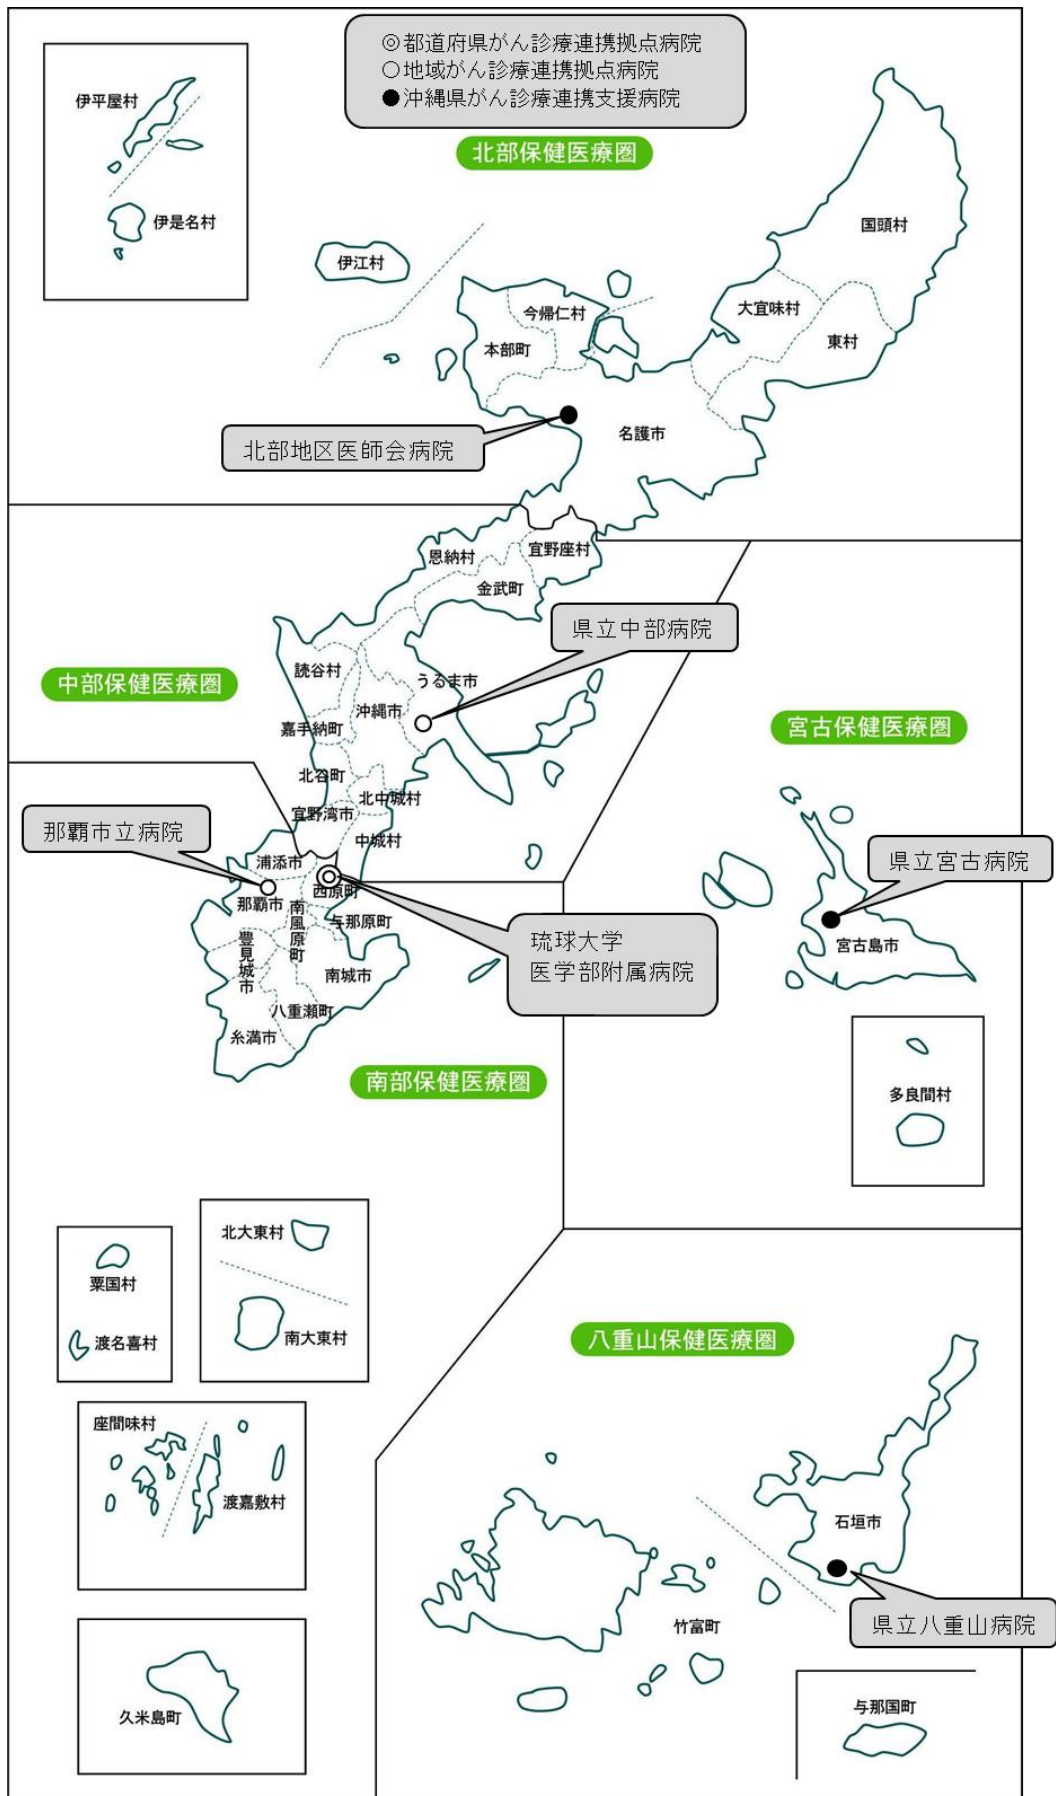 ◎都道府県がん診療連携拠点病院
○地域がん診療連携拠点病院
●沖縄県がん診療連携支援病院
北部保健医療圏
伊平屋村
伊是名村
伊江村
国頭村
大宜味村
東村
今帰仁村
本部町
名護市
北部地区医師会病院
恩納村
宜野座村
金武町
県立中部病院
中部保健医療圏
読谷村
うるま市
沖縄市
嘉手納町
北谷町
北中城村
宜野湾市
中城村
宮古保健医療圏
那覇市立病院
浦添市
西原町
那覇市
南風原町
与那原町
豊見城市
南城市
八重瀬町
糸満市
琉球大学
医学部附属病院
県立宮古病院
宮古島市
南部保健医療圏
多良間村
北大東村
南大東村
粟国村
渡名喜村
座間味村
渡嘉敷村
久米島町
八重山保健医療圏
石垣市
県立八重山病院
竹富町
与那国町